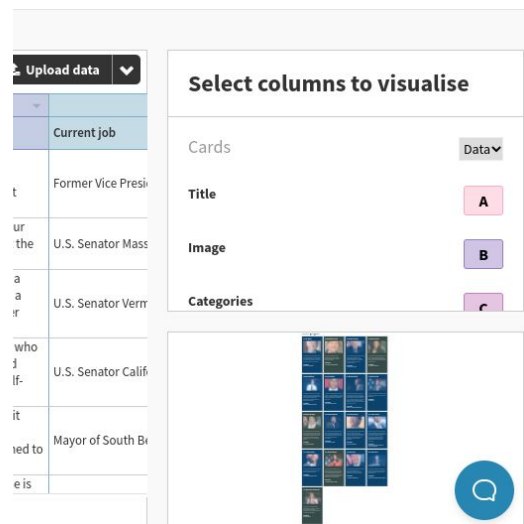 Upload data
Current job
t
Former Vice Presi
ur
the
U.S. Senator Mass
a
a
r
U.S. Senator Verm
who
d
lf-
U.S. Senator Calif
it
ned to
Mayor of South Be
e is
Select columns to visualise
Cards
Data
Title
A
Image
B
Categories
C